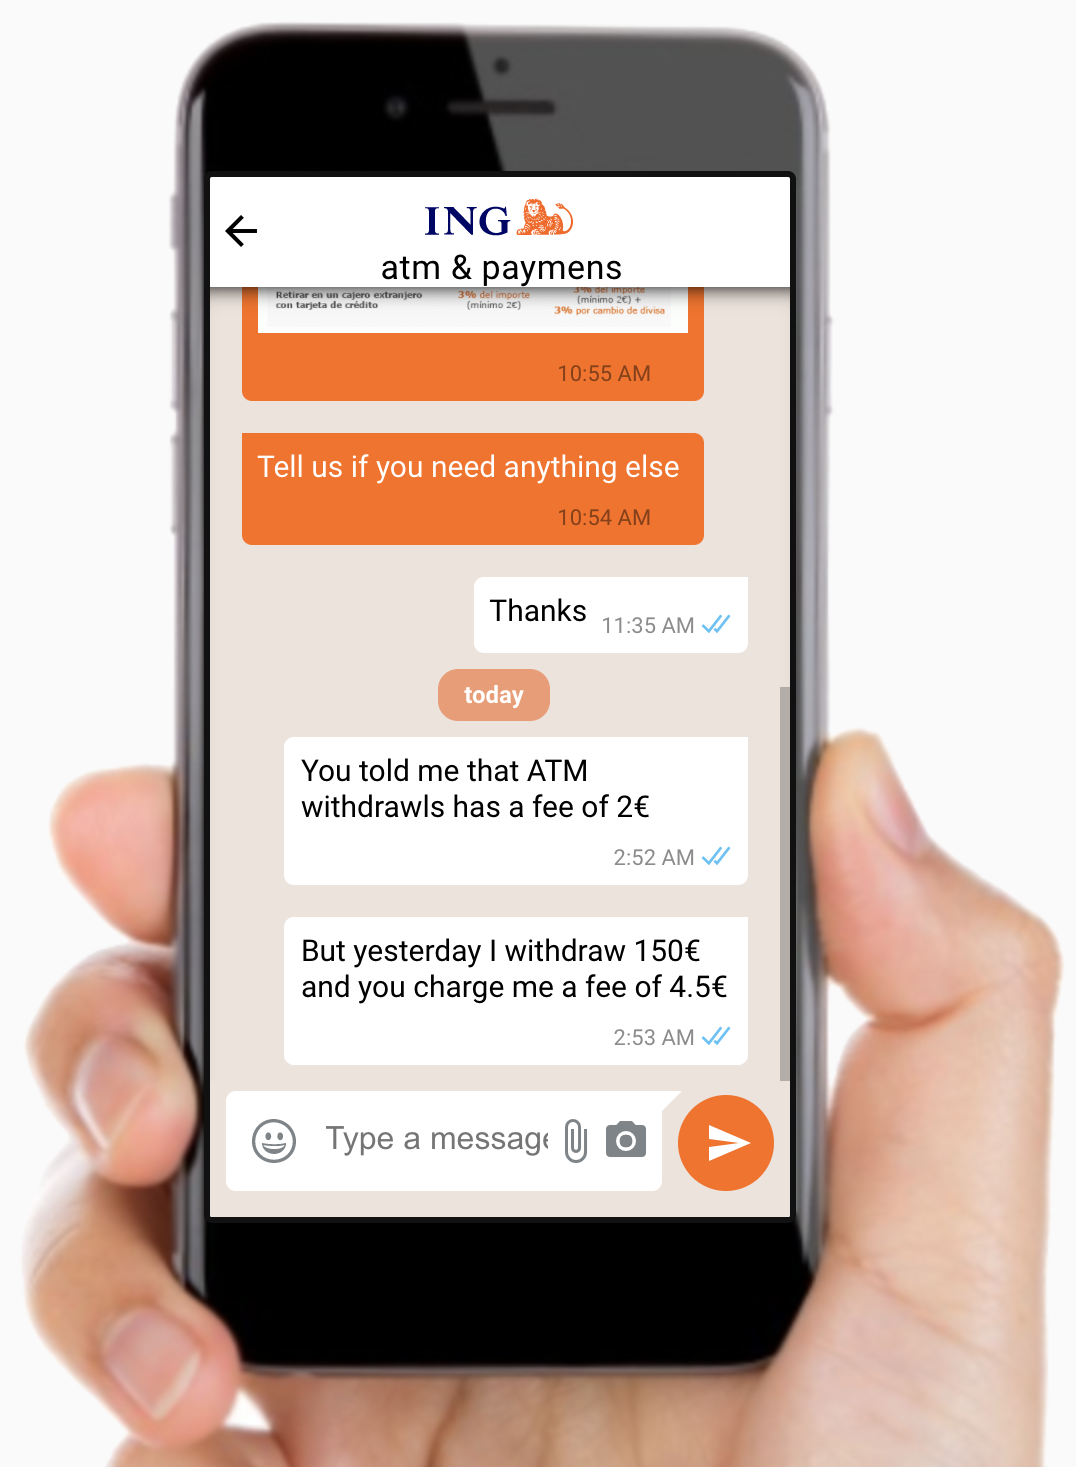 ING
atm & paymens
Retirar en un cajero extranjero
con tarjeta de crédito
3% del importe
(mínimo 2€)
3% del importe
(mínimo 2€) +
3% por cambio de divisa
10:55 AM
Tell us if you need anything else
10:54 AM
Thanks
11:35 AM
today
You told me that ATM
withdrawls has a fee of 2€
2:52 AM
But yesterday I withdraw 150€
and you charge me a fee of 4.5€
2:53 AM
Type a message